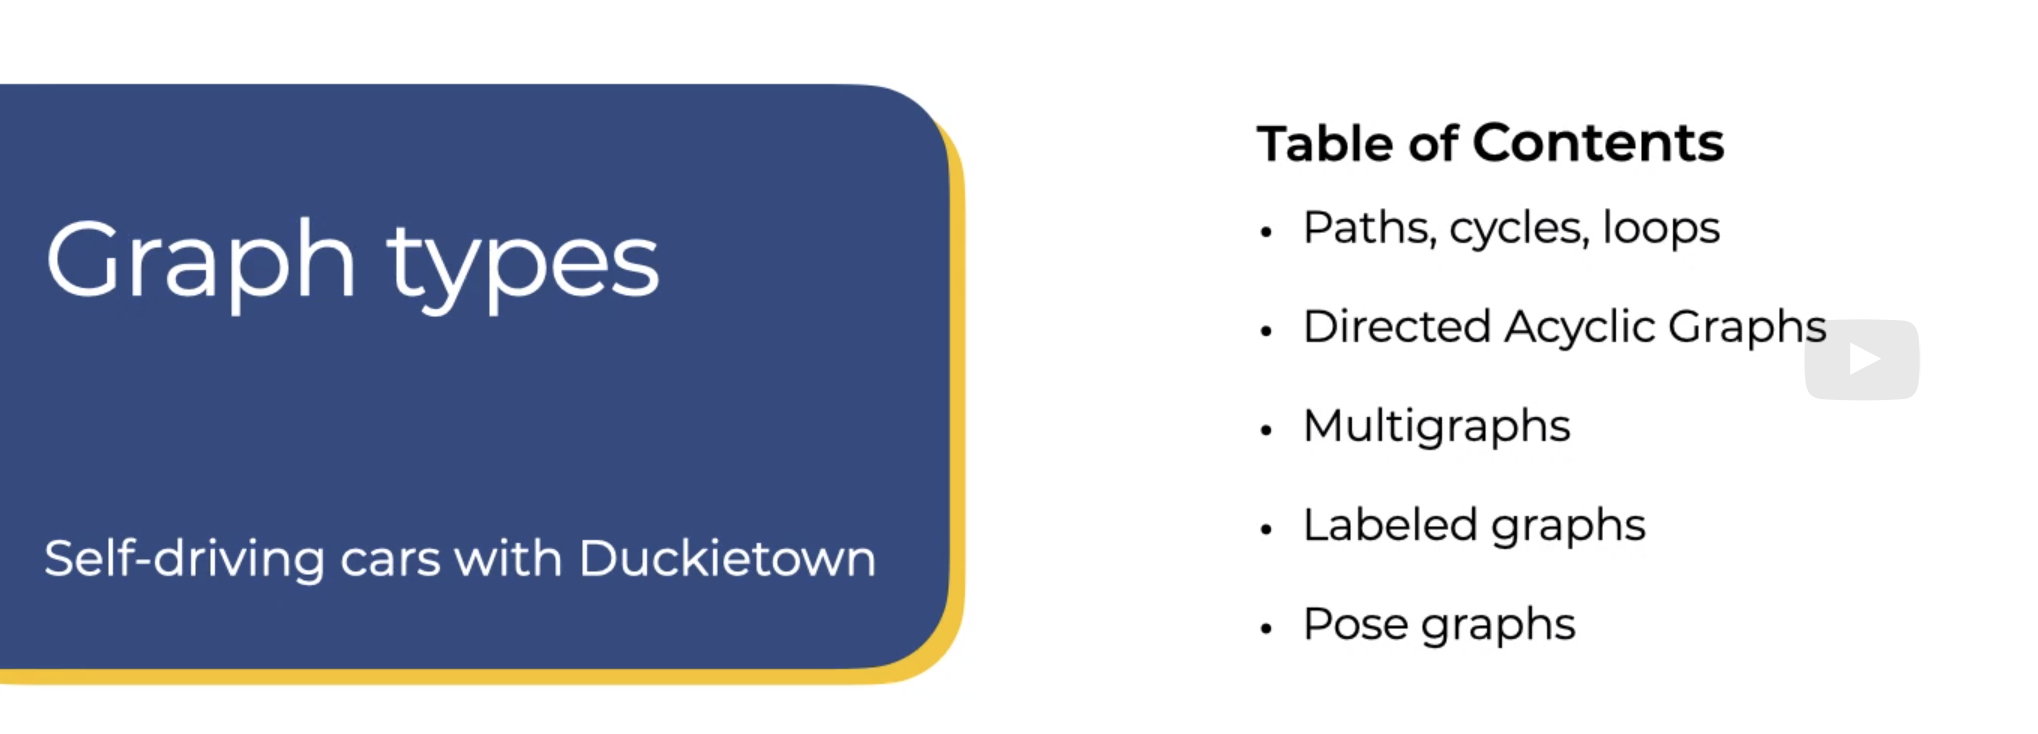 Graph types
Self-driving cars with Duckietown
Table of Contents
• Paths, cycles, loops
• Directed Acyclic Graphs
• Multigraphs
• Labeled graphs
• Pose graphs